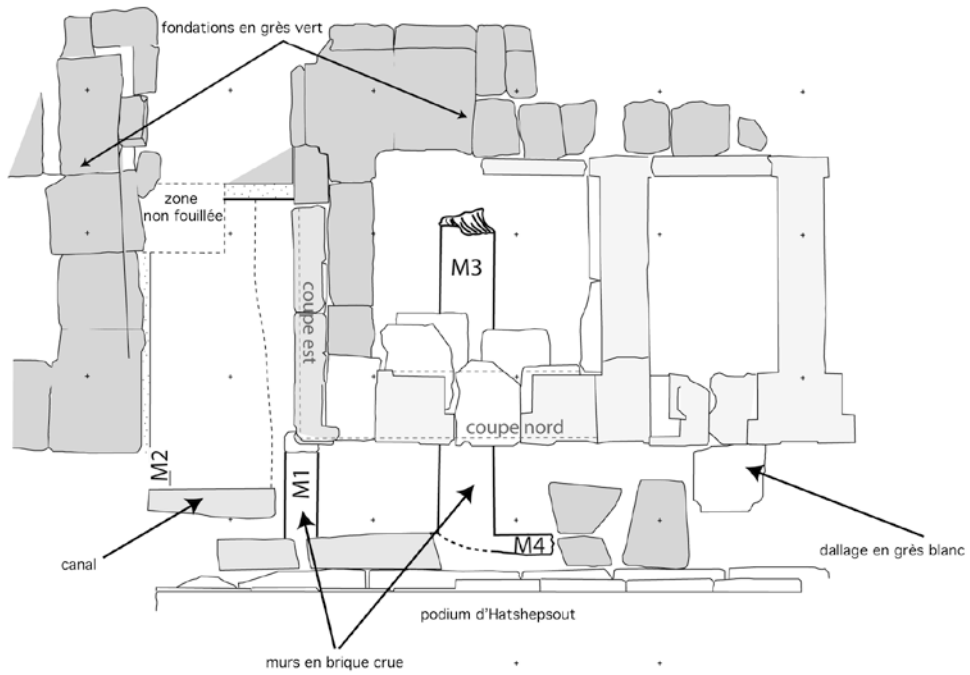 fondations en grès vert
zone
non fouillée
M3
coupe est
coupe nord
M2
M1
M4
canal
dallage en grès blanc
podium d'Hatshepsout
murs en brique crue